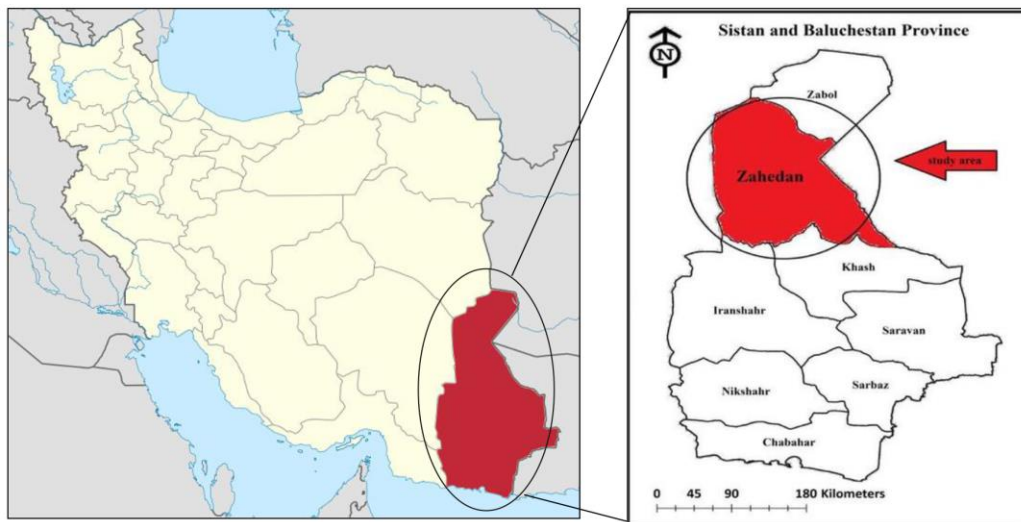 Sistan and Baluchestan Province
N
Zabol
study area
Zahedan
Khash
Iranshahr
Saravan
Nikshahr
Sarbaz
Chabahar
0 45 90 180 Kilometers